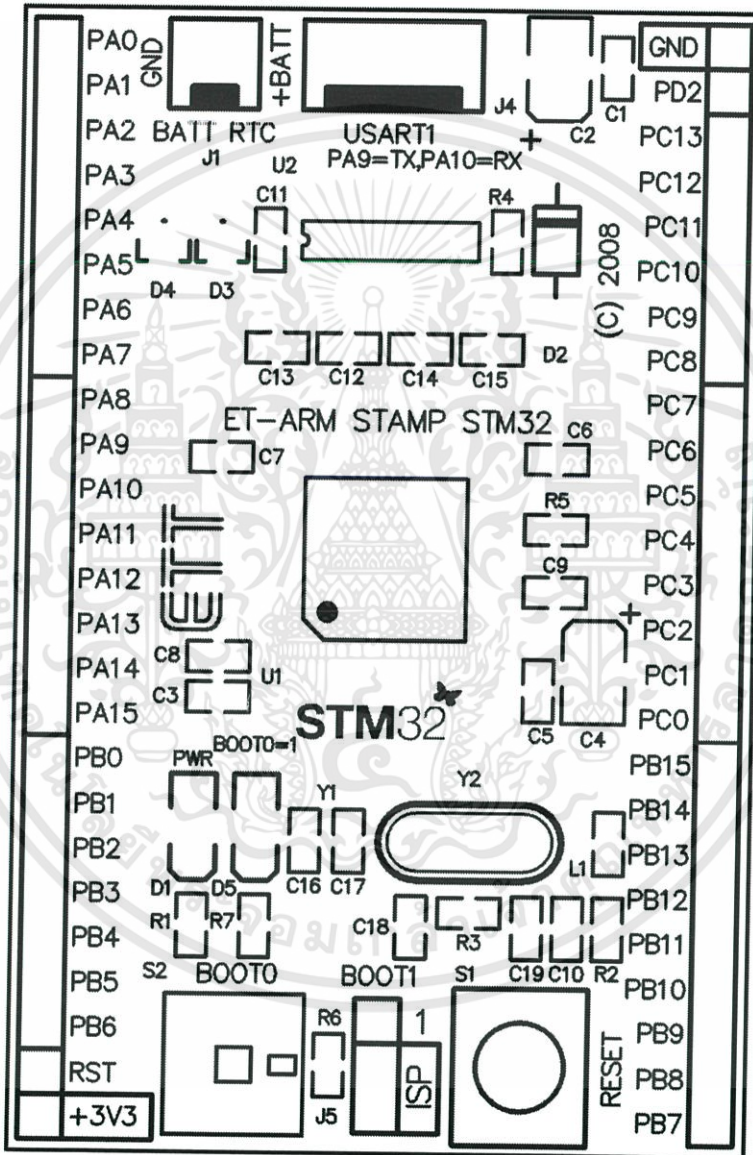 PA0
PA1
PA2
PA3
PA4
PA5
PA6
PA7
PA8
PA9
PA10
PA11
PA12
PA13
PA14
PA15
PB0
PB1
PB2
PB3
PB4
PB5
PB6
RST
+3V3
GND
+BATT
BATT RTC
J1
USART1
PA9=TX,PA10=RX
J4
+
C2
C1
U2
C11
R4
D4
D3
(C) 2008
C13
C12
C14
C15
D2
ET-ARM STAMP STM32
C7
C6
R5
C9
ETT
C8
U1
C3
+
C5
C4
STM32
PWR
BOOT0=1
Y1
Y2
L1
D1
D5
C16
C17
R1
R7
C18
R3
C19
C10
R2
S2
BOOT0
BOOT1
S1
R6
1
ISP
J5
RESET
GND
PD2
PC13
PC12
PC11
PC10
PC9
PC8
PC7
PC6
PC5
PC4
PC3
PC2
PC1
PC0
PB15
PB14
PB13
PB12
PB11
PB10
PB9
PB8
PB7